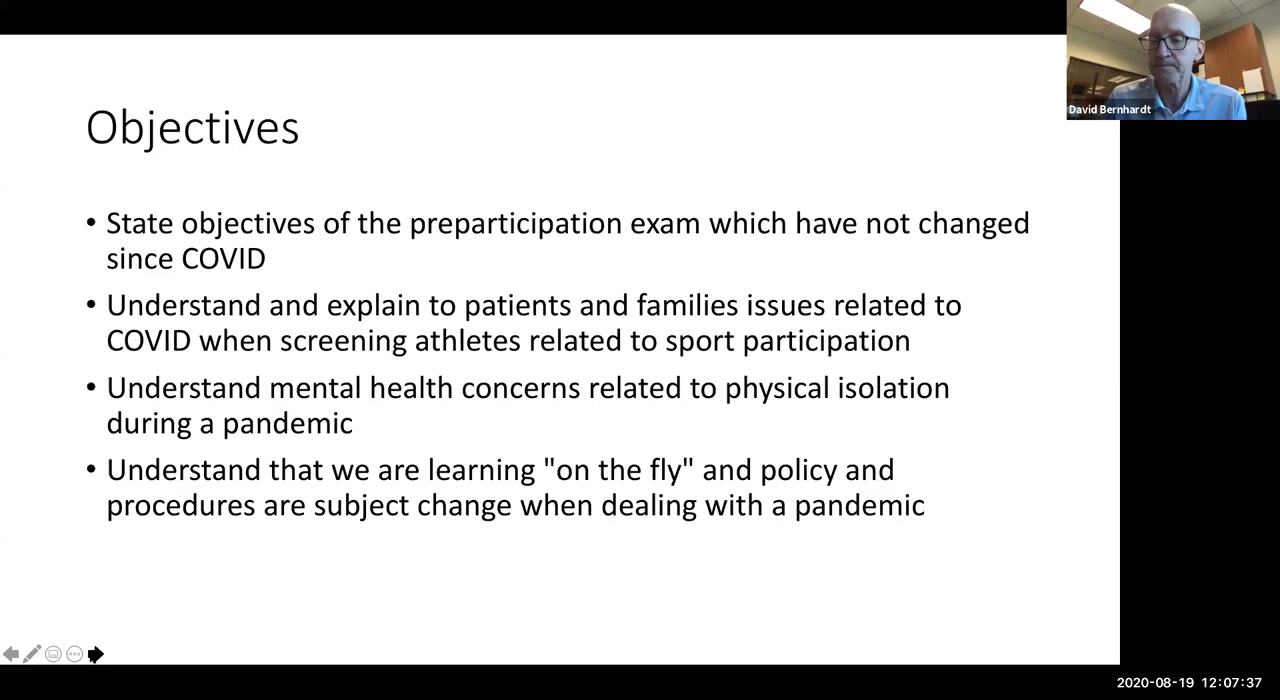 David Bernhardt
Objectives
• State objectives of the preparticipation exam which have not changed
since COVID
• Understand and explain to patients and families issues related to
COVID when screening athletes related to sport participation
• Understand mental health concerns related to physical isolation
during a pandemic
• Understand that we are learning "on the fly" and policy and
procedures are subject change when dealing with a pandemic
2020-08-19 12:07:37